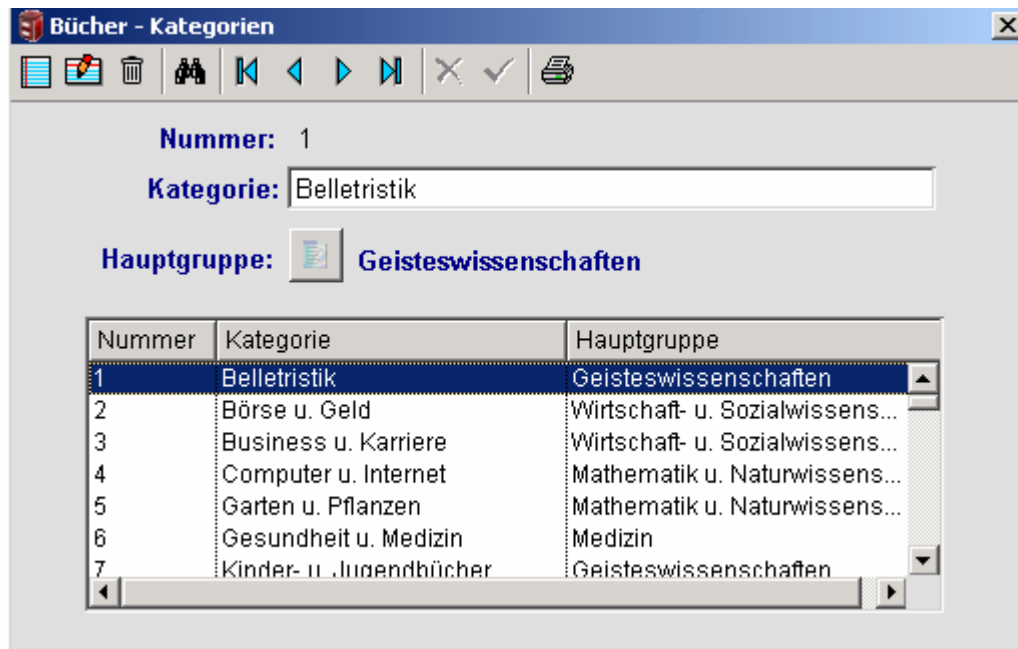 Bücher - Kategorien
Nummer: 1
Kategorie: Belletristik
Hauptgruppe: Geisteswissenschaften
Nummer Kategorie Hauptgruppe
1 Belletristik Geisteswissenschaften
2 Börse u. Geld Wirtschaft- u. Sozialwissens...
3 Business u. Karriere Wirtschaft- u. Sozialwissens...
4 Computer u. Internet Mathematik u. Naturwissens...
5 Garten u. Pflanzen Mathematik u. Naturwissens...
6 Gesundheit u. Medizin Medizin
7 Kinder- u. Jugendbücher Geisteswissenschaften